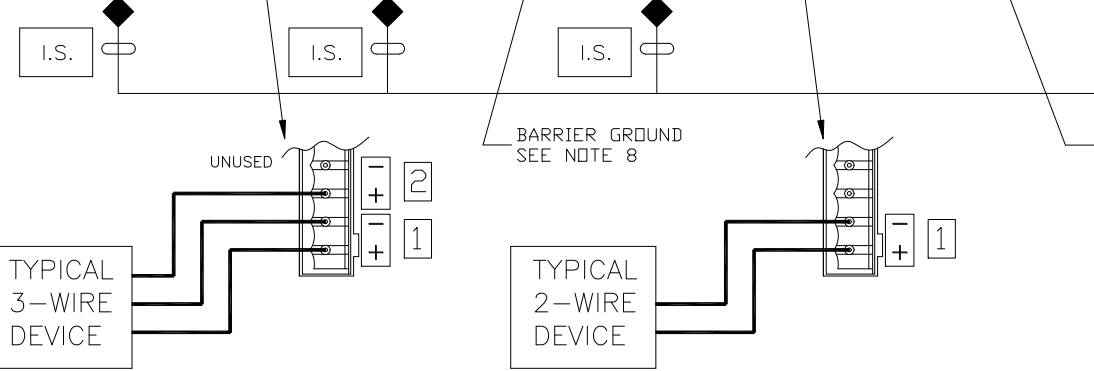 I.S.
I.S.
I.S.
BARRIER GROUND
SEE NOTE 8
UNUSED
−
+
2
−
+
1
TYPICAL
3-WIRE
DEVICE
−
+
1
TYPICAL
2-WIRE
DEVICE